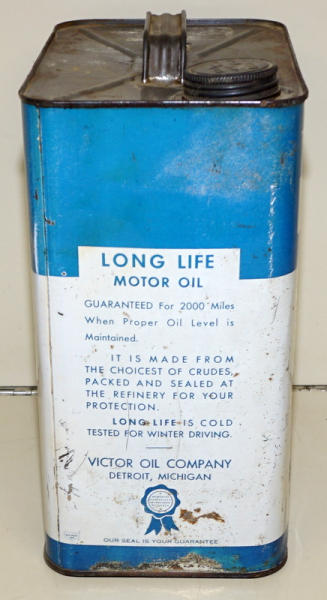 LONG LIFE
MOTOR OIL
GUARANTEED For 2000 Miles
When Proper Oil Level is
Maintained.
IT IS MADE FROM
THE CHOICEST OF CRUDES,
PACKED AND SEALED AT
THE REFINERY FOR YOUR
PROTECTION.
LONG LIFE IS COLD
TESTED FOR WINTER DRIVING.
VICTOR OIL COMPANY
DETROIT, MICHIGAN
OUR SEAL IS YOUR GUARANTEE